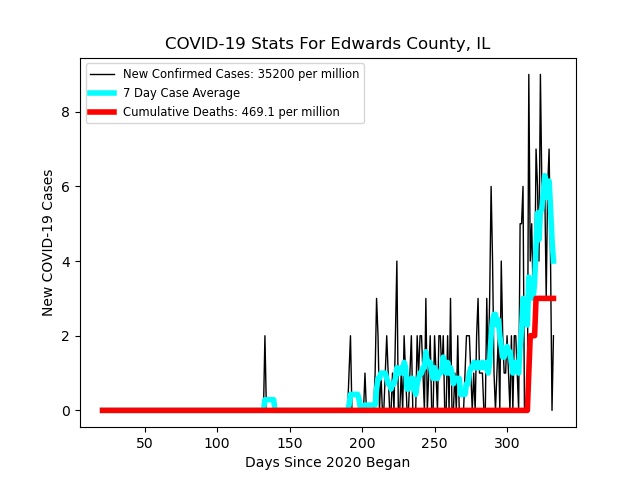 COVID-19 Stats For Edwards County, IL
New Confirmed Cases: 35200 per million
7 Day Case Average
Cumulative Deaths: 469.1 per million
New COVID-19 Cases
8
6
4
2
0
50 100 150 200 250 300
Days Since 2020 Began